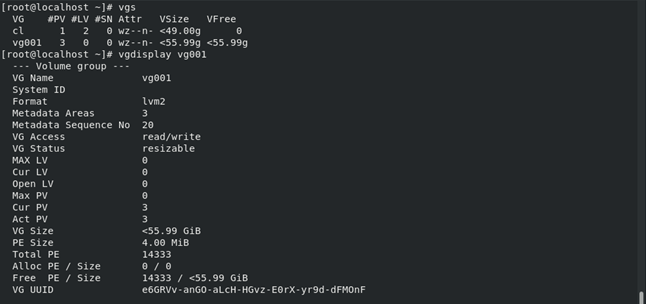 [root@localhost ~]# vgs
  VG    #PV #LV #SN Attr   VSize   VFree
  cl      1   2   0 wz--n- <49.00g      0
  vg001   3   0   0 wz--n- <55.99g <55.99g
[root@localhost ~]# vgdisplay vg001
  --- Volume group ---
  VG Name               vg001
  System ID
  Format                lvm2
  Metadata Areas        3
  Metadata Sequence No  20
  VG Access             read/write
  VG Status             resizable
  MAX LV                0
  Cur LV                0
  Open LV               0
  Max PV                0
  Cur PV                3
  Act PV                3
  VG Size               <55.99 GiB
  PE Size               4.00 MiB
  Total PE              14333
  Alloc PE / Size       0 / 0
  Free  PE / Size       14333 / <55.99 GiB
  VG UUID               e6GRVv-anGO-aLcH-HGvz-E0rX-yr9d-dFMOnF